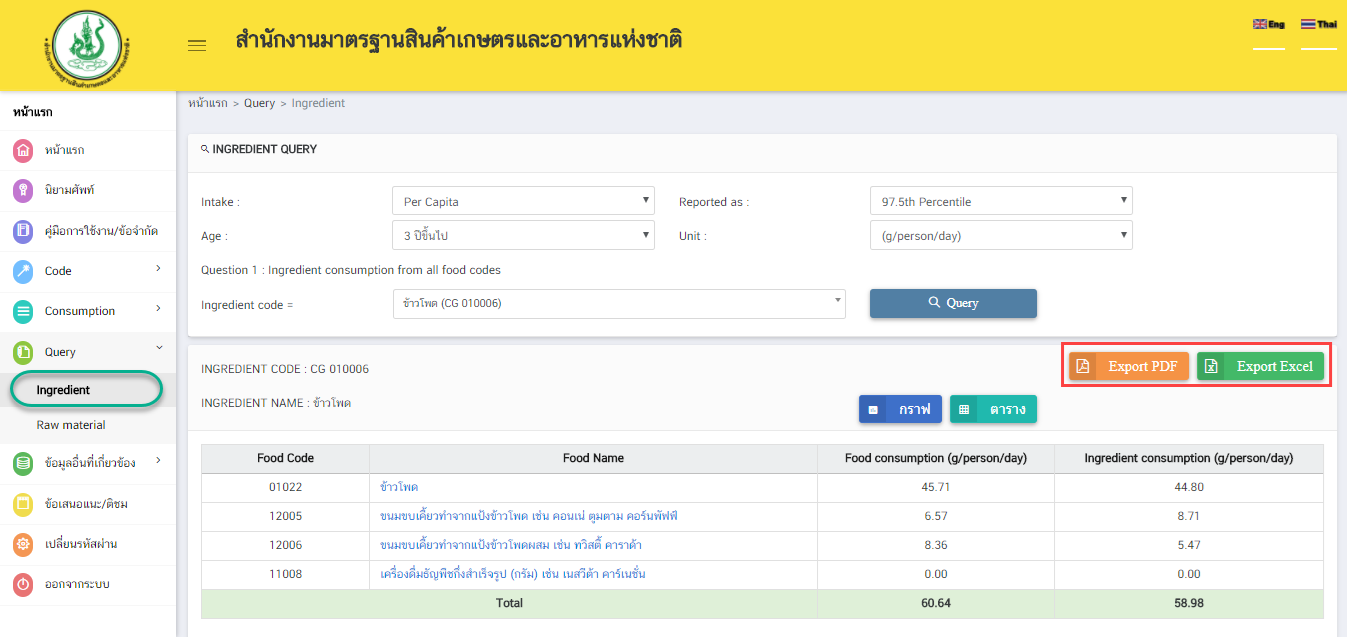 สำนักงานมาตรฐานสินค้าเกษตรและอาหารแห่งชาติ
Eng Thai
หน้าแรก
หน้าแรก
นิยามศัพท์
คู่มือการใช้งาน/ข้อจำกัด
Code
Consumption
Query
Ingredient
Raw material
ข้อมูลอื่นที่เกี่ยวข้อง
ข้อเสนอแนะ/ติชม
เปลี่ยนรหัสผ่าน
ออกจากระบบ
หน้าแรก > Query > Ingredient
INGREDIENT QUERY
Intake : Per Capita Reported as : 97.5th Percentile
Age : 3 ปีขึ้นไป Unit : (g/person/day)
Question 1 : Ingredient consumption from all food codes
Ingredient code = ข้าวโพด (CG 010006) Query
Export PDF Export Excel
INGREDIENT CODE : CG 010006
INGREDIENT NAME : ข้าวโพด กราฟ ตาราง
Food Code Food Name Food consumption (g/person/day) Ingredient consumption (g/person/day)
01022 ข้าวโพด 45.71 44.80
12005 ขนมขบเคี้ยวทำจากแป้งข้าวโพด เช่น คอนเน่ ตูมตาม คอร์นพัฟฟี 6.57 8.71
12006 ขนมขบเคี้ยวทำจากแป้งข้าวโพดผสม เช่น ทวิสตี้ คาราด้า 8.36 5.47
11008 เครื่องดื่มธัญพืชกึ่งสำเร็จรูป (กรัม) เช่น เนสวีต้า คาร์เนชั่น 0.00 0.00
Total 60.64 58.98